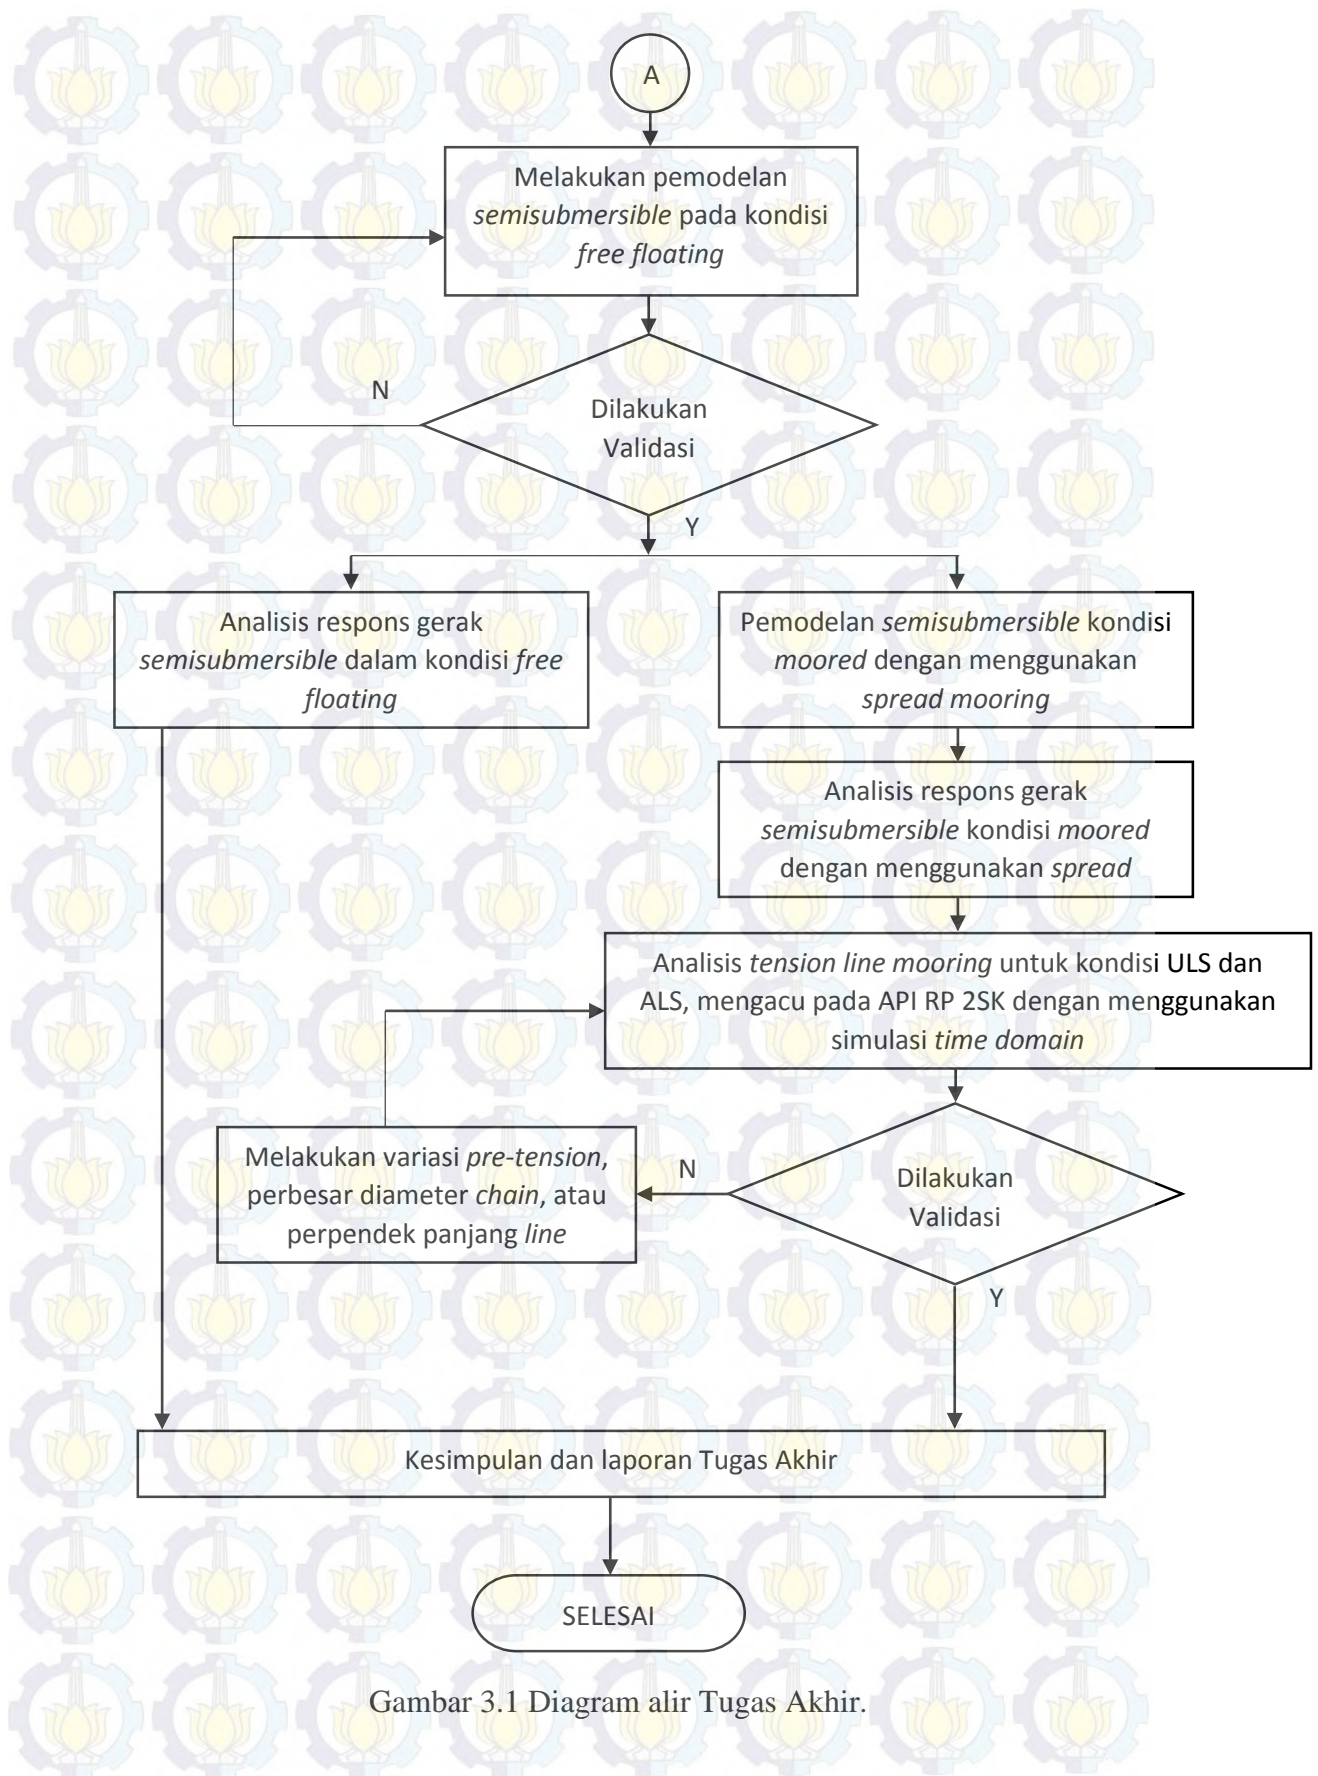 A
Melakukan pemodelan
semisubmersible pada kondisi
free floating
N
Dilakukan
Validasi
Y
Analisis respons gerak
semisubmersible dalam kondisi free
floating
Pemodelan semisubmersible kondisi
moored dengan menggunakan
spread mooring
Analisis respons gerak
semisubmersible kondisi moored
dengan menggunakan spread
Analisis tension line mooring untuk kondisi ULS dan
ALS, mengacu pada API RP 2SK dengan menggunakan
simulasi time domain
Melakukan variasi pre-tension,
perbesar diameter chain, atau
perpendek panjang line
N
Dilakukan
Validasi
Y
Kesimpulan dan laporan Tugas Akhir
SELESAI
Gambar 3.1 Diagram alir Tugas Akhir.